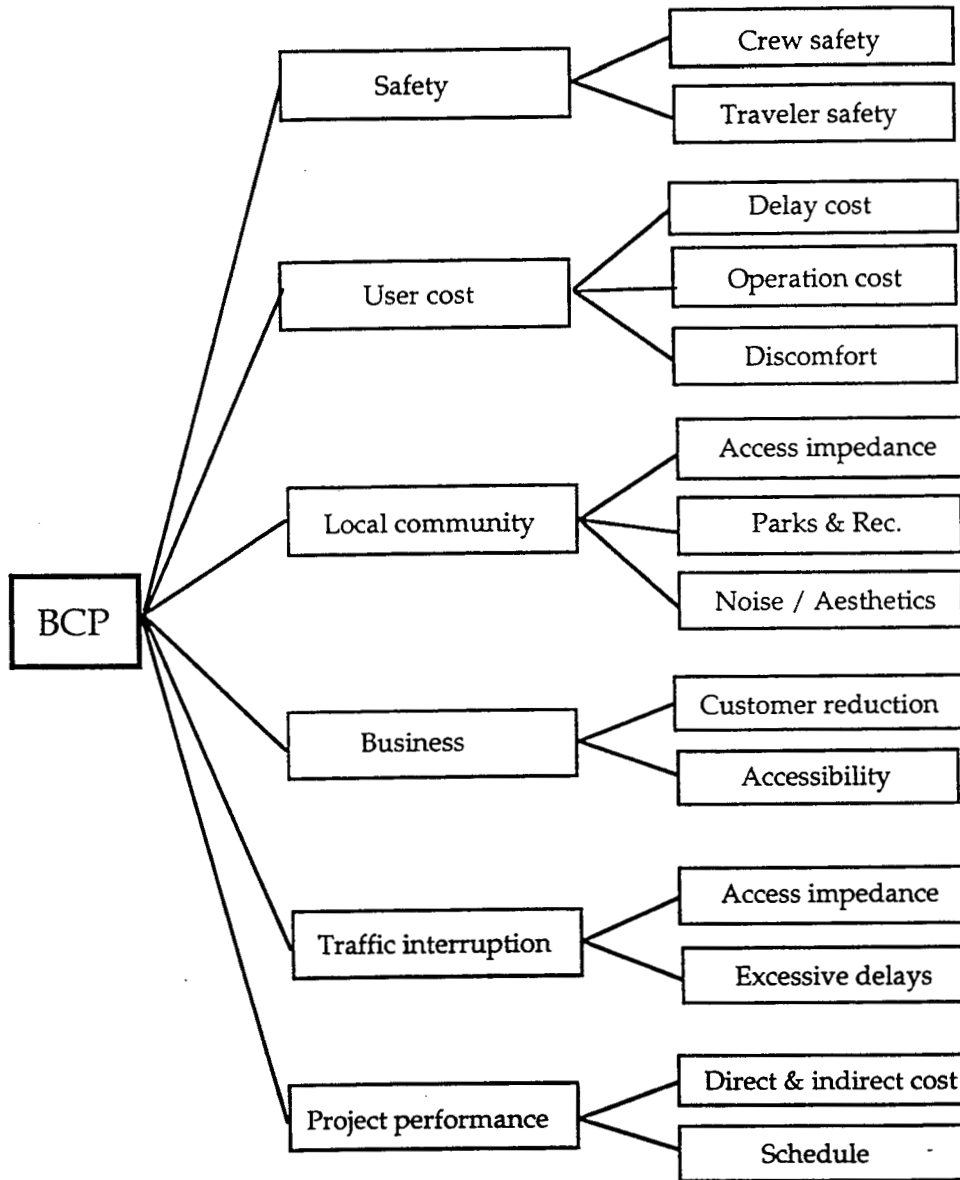 BCP
Safety
Crew safety
Traveler safety
User cost
Delay cost
Operation cost
Discomfort
Local community
Access impedance
Parks & Rec.
Noise / Aesthetics
Business
Customer reduction
Accessibility
Traffic interruption
Access impedance
Excessive delays
Project performance
Direct & indirect cost
Schedule